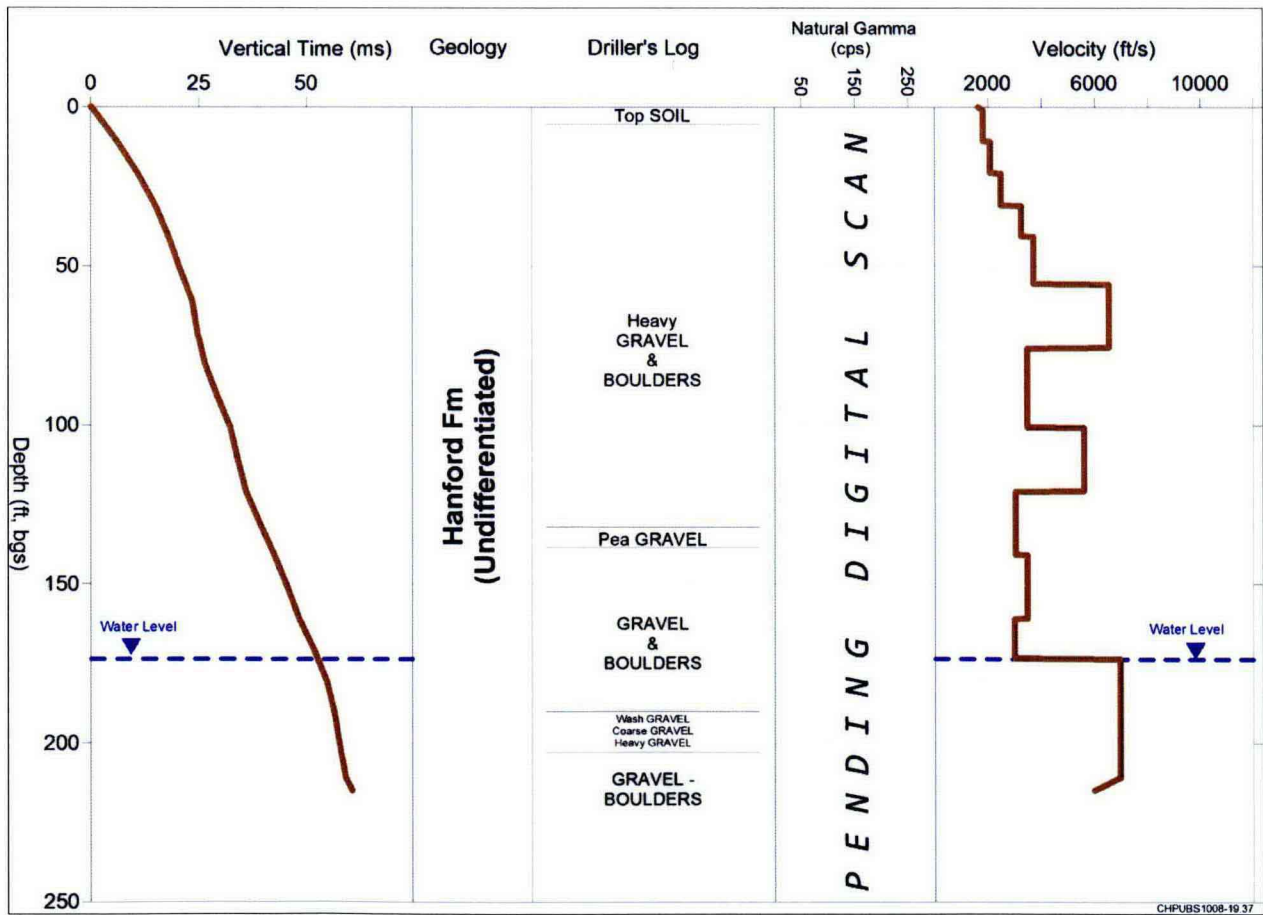 Vertical Time (ms)
Geology
Driller's Log
Natural Gamma
(cps)
Velocity (ft/s)
0 25 50
50 150 250
2000 6000 10000
0
50
100
150
200
250
Depth (ft, bgs)
Hanford Fm
(Undifferentiated)
Top SOIL
Heavy
GRAVEL
&
BOULDERS
Pea GRAVEL
GRAVEL
&
BOULDERS
Wash GRAVEL
Coarse GRAVEL
Heavy GRAVEL
GRAVEL -
BOULDERS
PENDING DIGITAL SCAN
Water Level
Water Level
CHPUBS1008-19.37